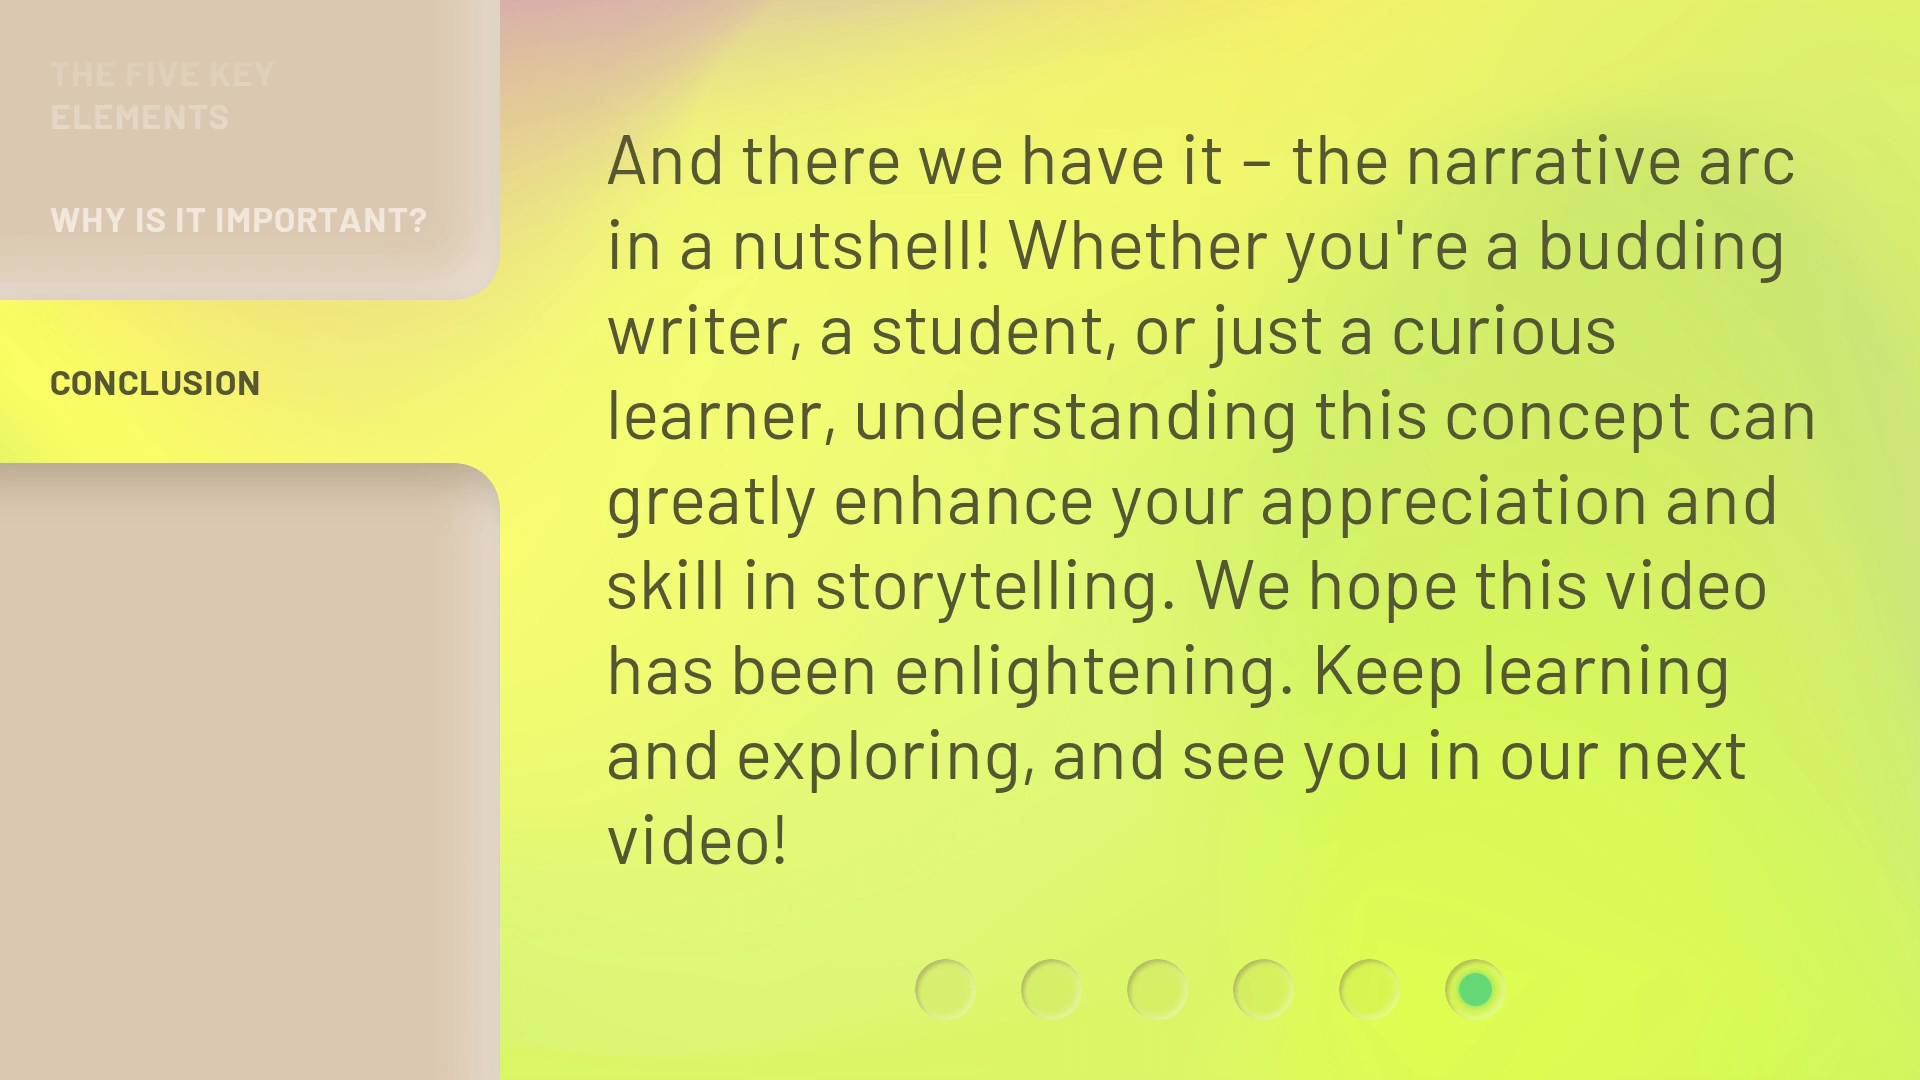 THE FIVE KEY
ELEMENTS
WHY IS IT IMPORTANT?
CONCLUSION
And there we have it – the narrative arc
in a nutshell! Whether you're a budding
writer, a student, or just a curious
learner, understanding this concept can
greatly enhance your appreciation and
skill in storytelling. We hope this video
has been enlightening. Keep learning
and exploring, and see you in our next
video!